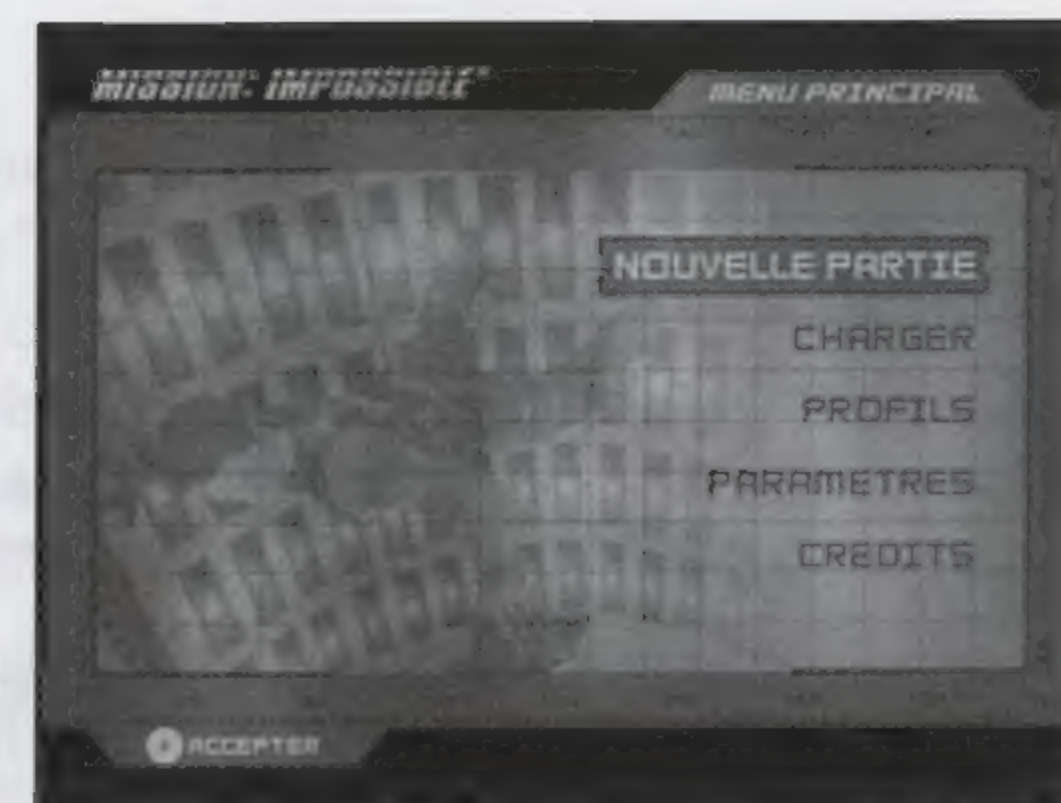 MISSION: IMPOSSIBLE
MENU PRINCIPAL
NOUVELLE PARTIE
CHARGER
PROFILS
PARAMETRES
CREDITS
ACCEPTER